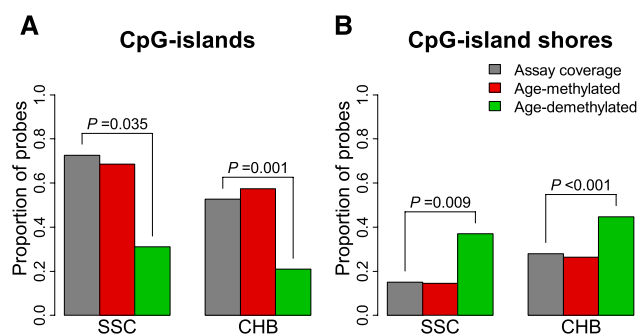 A
CpG-islands
Proportion of probes
0.0
0.2
0.4
0.6
0.8
1.0
P =0.035
P =0.001
SSC
CHB
B
CpG-island shores
Assay coverage
Age-methylated
Age-demethylated
Proportion of probes
0.0
0.2
0.4
0.6
0.8
1.0
P =0.009
P <0.001
SSC
CHB